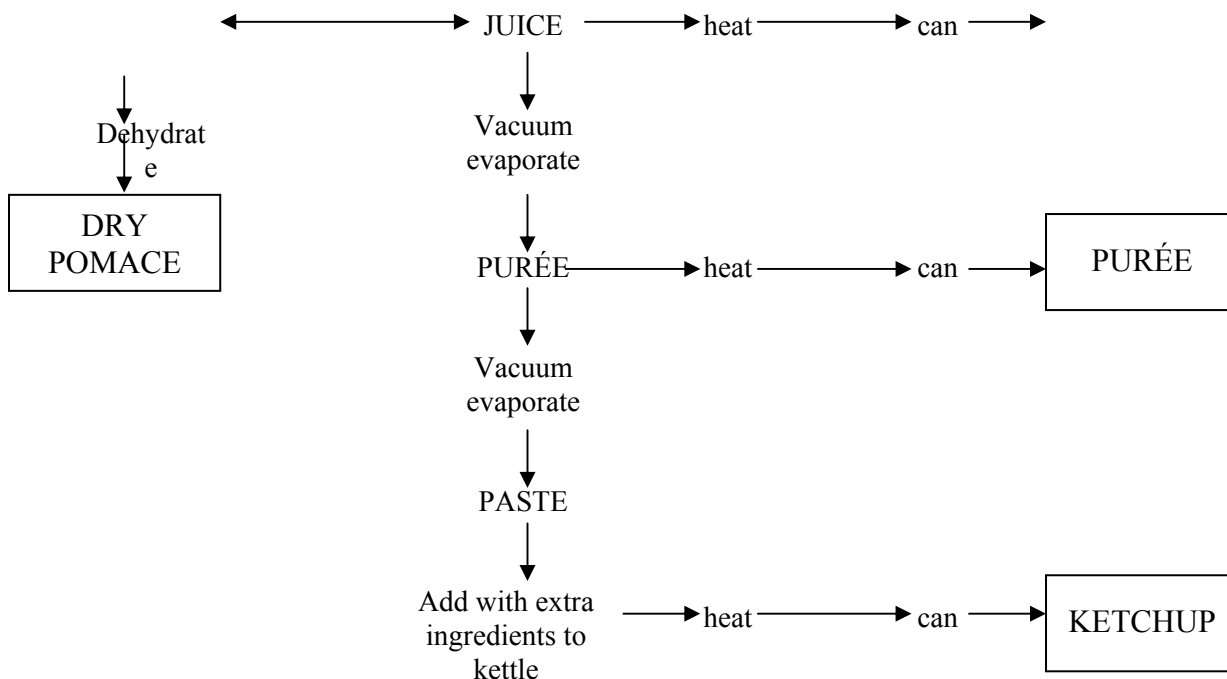 JUICE heat can
Dehydrat
e
Vacuum
evaporate
DRY
POMACE
PURÉE heat can PURÉE
Vacuum
evaporate
PASTE
Add with extra
ingredients to
kettle
heat can KETCHUP